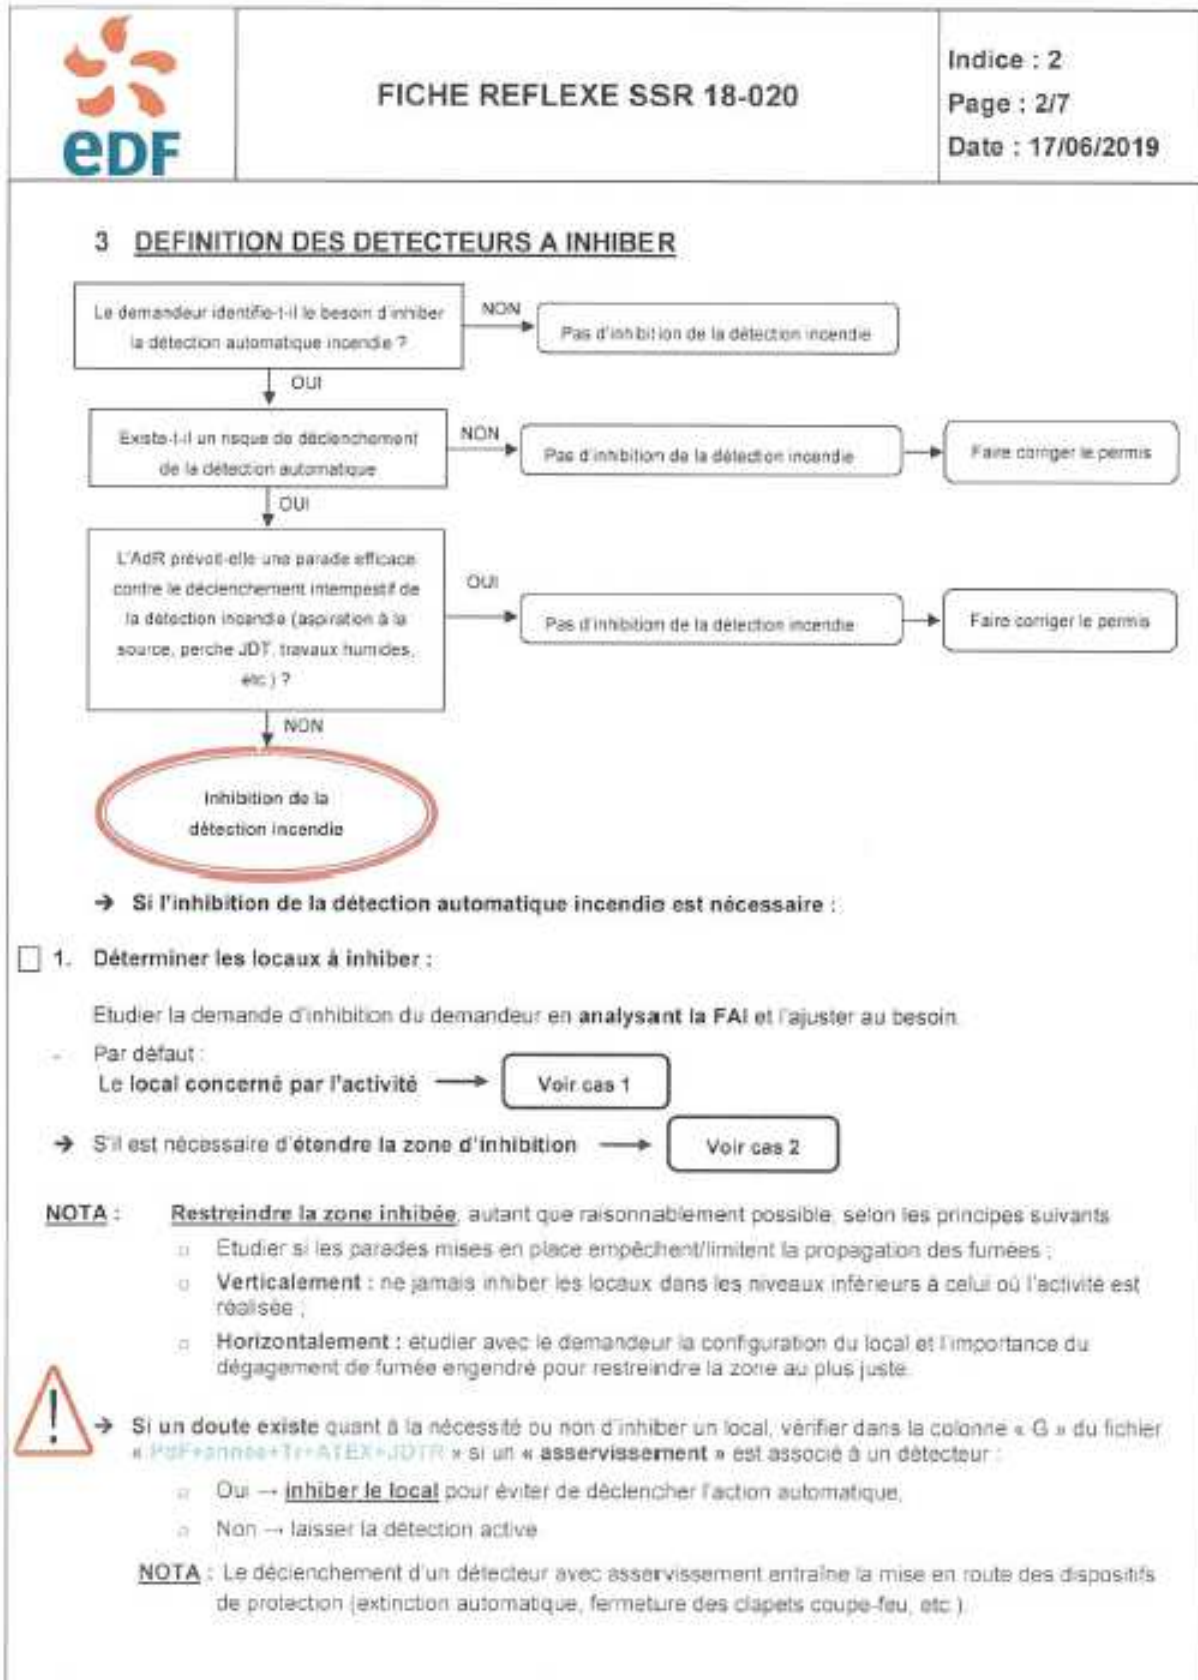 edF
FICHE REFLEXE SSR 18-020
Indice : 2
Page : 2/7
Date : 17/06/2019
3 DEFINITION DES DETECTEURS A INHIBER
Le demandeur identifie-t-il le besoin d'inhiber
la détection automatique incendie ?
NON
Pas d'inhibition de la détection incendie
OUI
Existe-t-il un risque de déclenchement
de la détection automatique
NON
Pas d'inhibition de la détection incendie
Faire corriger le permis
OUI
L'AdR prévoit-elle une parade efficace
contre le déclenchement intempestif de
la détection incendie (aspiration à la
source, perche JDT, travaux humides,
etc.) ?
OUI
Pas d'inhibition de la détection incendie
Faire corriger le permis
NON
Inhibition de la
détection incendie
→ Si l'inhibition de la détection automatique incendie est nécessaire :
1. Déterminer les locaux à inhiber :
Etudier la demande d'inhibition du demandeur en analysant la FAI et l'ajuster au besoin.
- Par défaut :
Le local concerné par l'activité → Voir cas 1
→ S'il est nécessaire d'étendre la zone d'inhibition → Voir cas 2
NOTA : Restreindre la zone inhibée, autant que raisonnablement possible, selon les principes suivants
Etudier si les parades mises en place empêchent/limitent la propagation des fumées ;
Verticalement : ne jamais inhiber les locaux dans les niveaux inférieurs à celui où l'activité est
réalisée ;
Horizontalement : étudier avec le demandeur la configuration du local et l'importance du
dégagement de fumée engendré pour restreindre la zone au plus juste.
→ Si un doute existe quant à la nécessité ou non d'inhiber un local, vérifier dans la colonne « G » du fichier
« PdF+année+Tr+ATEX+JDTR » si un « asservissement » est associé à un détecteur :
Oui → inhiber le local pour éviter de déclencher l'action automatique,
Non → laisser la détection active
NOTA : Le déclenchement d'un détecteur avec asservissement entraîne la mise en route des dispositifs
de protection (extinction automatique, fermeture des clapets coupe-feu, etc.).